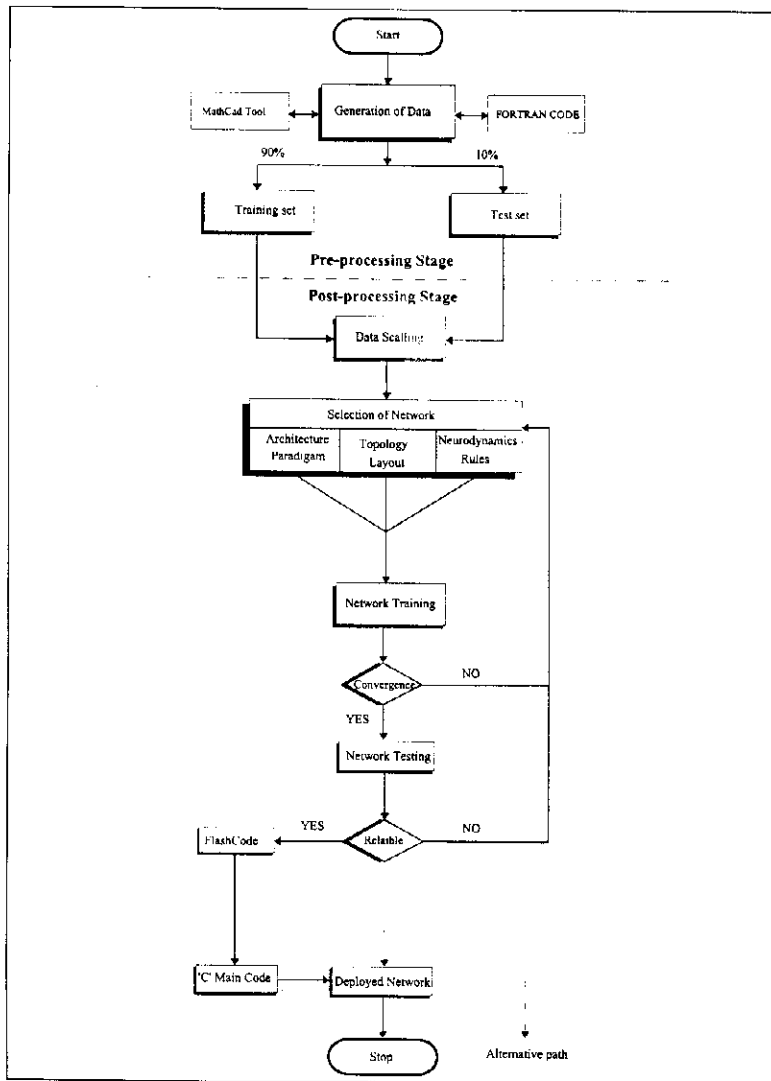 Start
MathCad Tool
Generation of Data
FORTRAN CODE
90%
10%
Training set
Test set
Pre-processing Stage
Post-processing Stage
Data Scalling
Selection of Network
Architecture
Paradigam
Topology
Layout
Neurodynamics
Rules
Network Training
Convergence
NO
YES
Network Testing
FlashCode
YES
Relaible
NO
'C' Main Code
Deployed Network
Stop
Alternative path